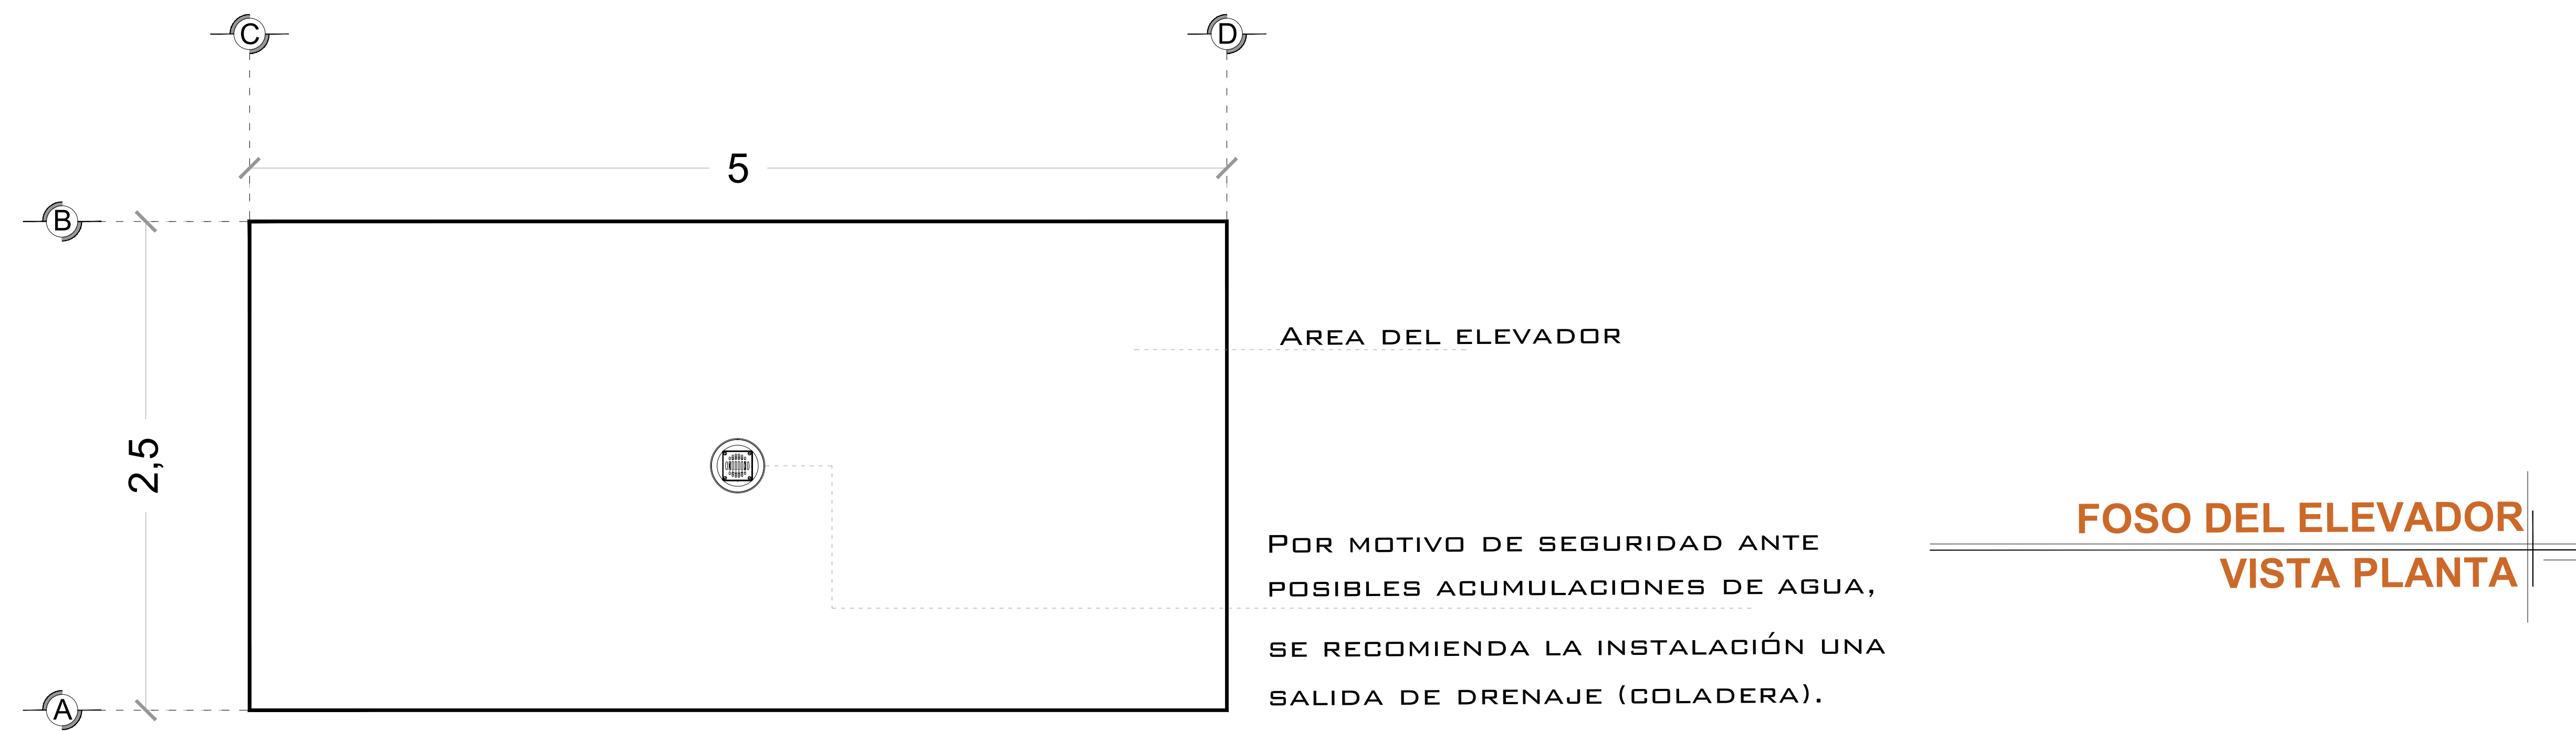 C
D
5
B
2,5
A
AREA DEL ELEVADOR
POR MOTIVO DE SEGURIDAD ANTE
POSIBLES ACUMULACIONES DE AGUA,
SE RECOMIENDA LA INSTALACIÓN UNA
SALIDA DE DRENAJE (COLADERA).
FOSO DEL ELEVADOR
VISTA PLANTA